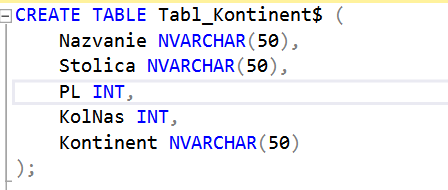 CREATE TABLE Tabl_Kontinent$ (
Nazvanie NVARCHAR(50),
Stolica NVARCHAR(50),
PL INT,
KolNas INT,
Kontinent NVARCHAR(50)
);